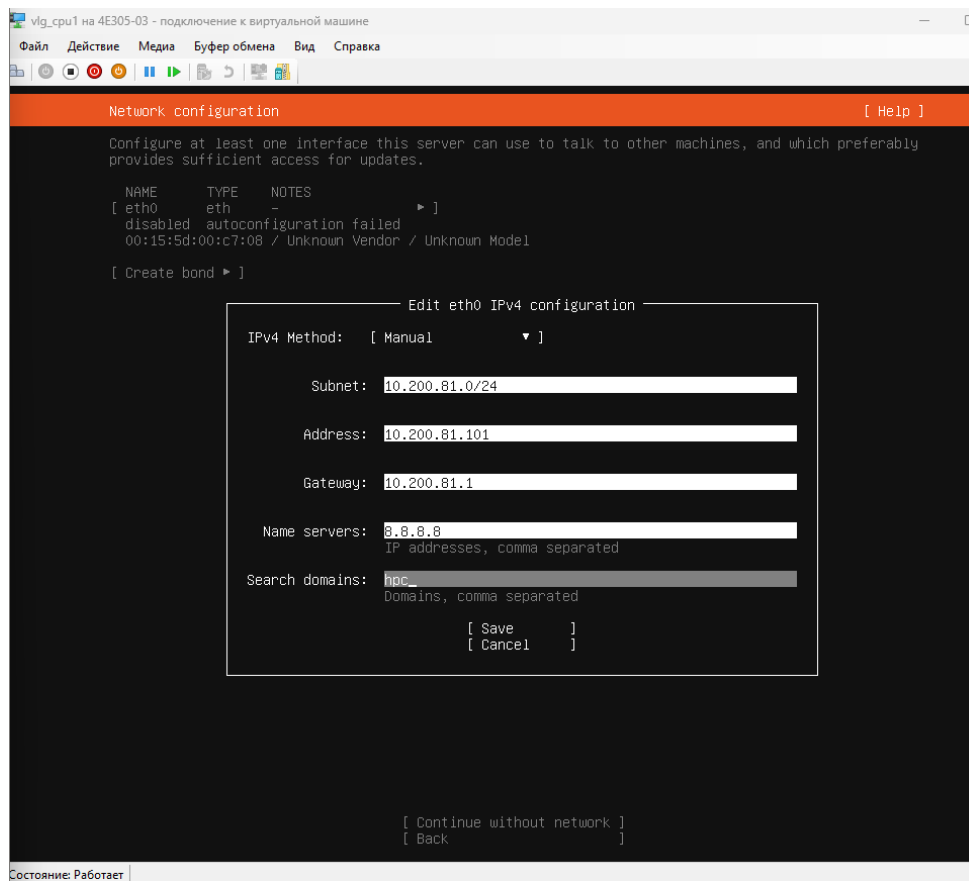 vlg_cpu1 на 4E305-03 - подключение к виртуальной машине
Файл Действие Медиа Буфер обмена Вид Справка
Network configuration [ Help ]
Configure at least one interface this server can use to talk to other machines, and which preferably
provides sufficient access for updates.
NAME TYPE NOTES
[ eth0 eth – ▸ ]
disabled autoconfiguration failed
00:15:5d:00:c7:08 / Unknown Vendor / Unknown Model
[ Create bond ▸ ]
Edit eth0 IPv4 configuration
IPv4 Method: [ Manual ▾ ]
Subnet: 10.200.81.0/24
Address: 10.200.81.101
Gateway: 10.200.81.1
Name servers: 8.8.8.8
IP addresses, comma separated
Search domains: hpc_
Domains, comma separated
[ Save ]
[ Cancel ]
[ Continue without network ]
[ Back ]
Состояние: Работает